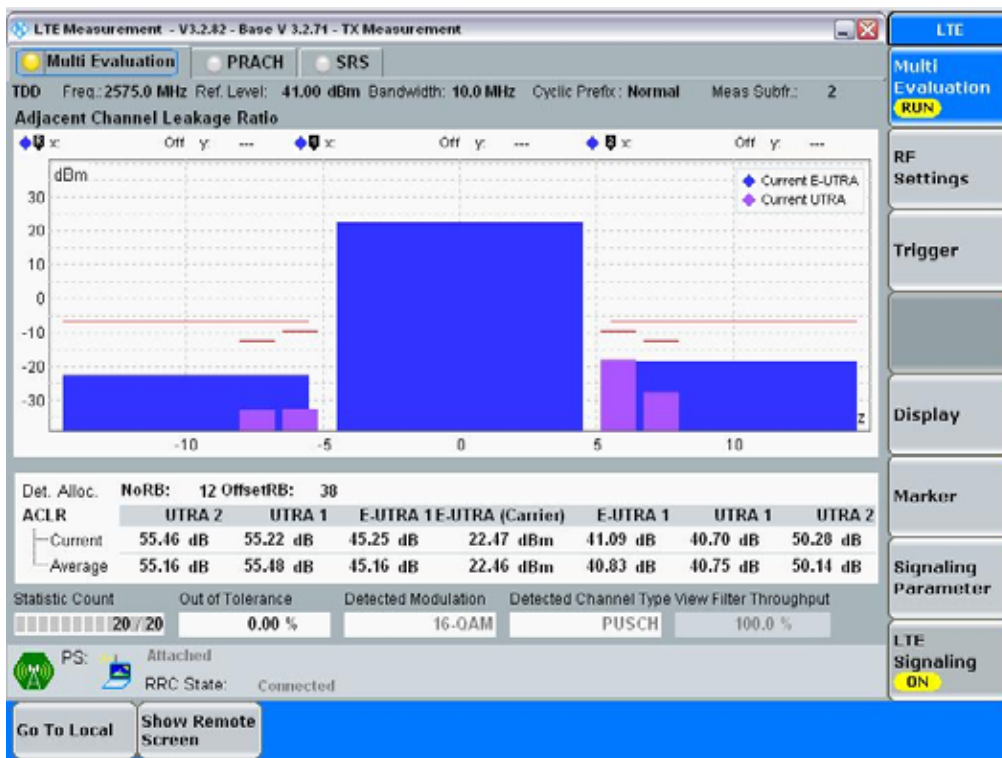 LTE Measurement - V3.2.82 - Base V 3.2.71 - TX Measurement
LTE
Multi Evaluation PRACH SRS
Multi Evaluation RUN
TDD Freq.: 2575.0 MHz Ref. Level: 41.00 dBm Bandwidth: 10.0 MHz Cyclic Prefix: Normal Meas Subfr.: 2
Adjacent Channel Leakage Ratio
x: Off y: --- x: Off y: --- x: Off y: ---
dBm
Current E-UTRA
Current UTRA
30
20
10
0
-10
-20
-30
z
-10 -5 0 5 10
RF Settings
Trigger
Display
Marker
Signaling Parameter
LTE Signaling ON
Det. Alloc. NoRB: 12 OffsetRB: 38
ACLR UTRA 2 UTRA 1 E-UTRA 1 E-UTRA (Carrier) E-UTRA 1 UTRA 1 UTRA 2
Current 55.46 dB 55.22 dB 45.25 dB 22.47 dBm 41.09 dB 40.70 dB 50.28 dB
Average 55.16 dB 55.48 dB 45.16 dB 22.46 dBm 40.83 dB 40.75 dB 50.14 dB
Statistic Count Out of Tolerance Detected Modulation Detected Channel Type View Filter Throughput
20 / 20 0.00 % 16-QAM PUSCH 100.0 %
PS: Attached
RRC State: Connected
Go To Local Show Remote Screen